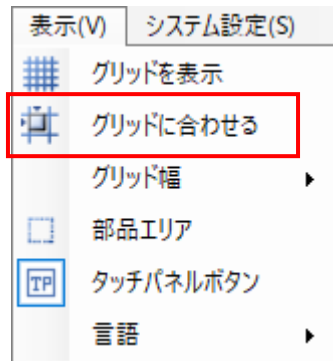 表示(V) システム設定(S)
グリッドを表示
グリッドに合わせる
グリッド幅
部品エリア
TP タッチパネルボタン
言語